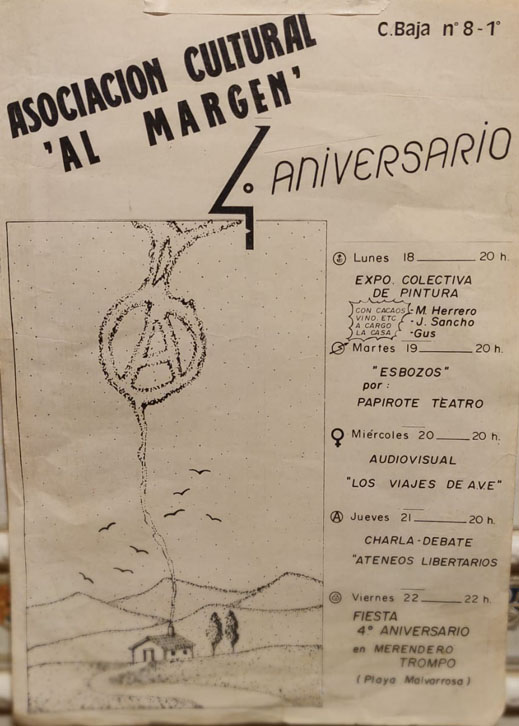 C.Baja nº 8-1º
ASOCIACION CULTURAL
'AL MARGEN'
4º ANIVERSARIO
A
Lunes 18 20 h.
EXPO. COLECTIVA
DE PINTURA
CON CACAOS
VINO, ETC
A CARGO
LA CASA
-M. Herrero
-J. Sancho
-Gus
Martes 19 20 h.
"ESBOZOS"
por:
PAPIROTE TEATRO
Miércoles 20 20 h.
AUDIOVISUAL
"LOS VIAJES DE A.V.E"
A Jueves 21 20 h.
CHARLA-DEBATE
"ATENEOS LIBERTARIOS
Viernes 22 22 h.
FIESTA
4º ANIVERSARIO
en MERENDERO
TROMPO
(Playa Malvarrosa)